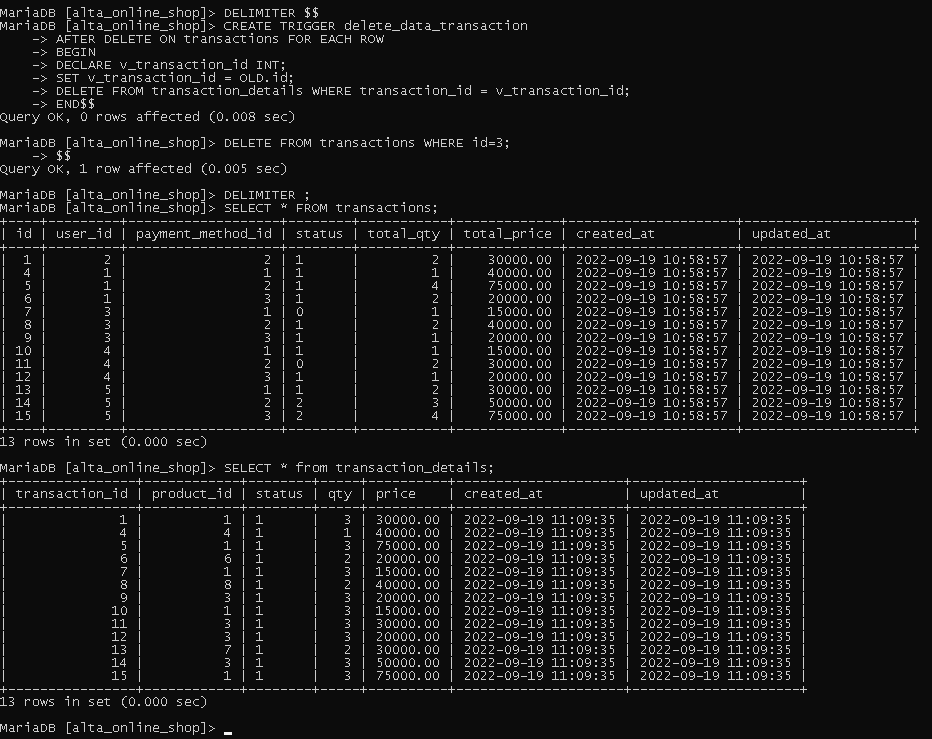 MariaDB [alta_online_shop]> DELIMITER $$
MariaDB [alta_online_shop]> CREATE TRIGGER delete_data_transaction
    -> AFTER DELETE ON transactions FOR EACH ROW
    -> BEGIN
    -> DECLARE v_transaction_id INT;
    -> SET v_transaction_id = OLD.id;
    -> DELETE FROM transaction_details WHERE transaction_id = v_transaction_id;
    -> END$$
Query OK, 0 rows affected (0.008 sec)

MariaDB [alta_online_shop]> DELETE FROM transactions WHERE id=3;
    -> $$
Query OK, 1 row affected (0.005 sec)

MariaDB [alta_online_shop]> DELIMITER ;
MariaDB [alta_online_shop]> SELECT * FROM transactions;
+----+---------+-------------------+--------+-----------+-------------+---------------------+---------------------+
| id | user_id | payment_method_id | status | total_qty | total_price | created_at          | updated_at          |
+----+---------+-------------------+--------+-----------+-------------+---------------------+---------------------+
|  1 |       2 |                 2 | 1      |         2 |    30000.00 | 2022-09-19 10:58:57 | 2022-09-19 10:58:57 |
|  4 |       1 |                 1 | 1      |         1 |    40000.00 | 2022-09-19 10:58:57 | 2022-09-19 10:58:57 |
|  5 |       1 |                 2 | 1      |         4 |    75000.00 | 2022-09-19 10:58:57 | 2022-09-19 10:58:57 |
|  6 |       1 |                 3 | 1      |         2 |    20000.00 | 2022-09-19 10:58:57 | 2022-09-19 10:58:57 |
|  7 |       3 |                 1 | 0      |         1 |    15000.00 | 2022-09-19 10:58:57 | 2022-09-19 10:58:57 |
|  8 |       3 |                 2 | 1      |         2 |    40000.00 | 2022-09-19 10:58:57 | 2022-09-19 10:58:57 |
|  9 |       3 |                 3 | 1      |         1 |    20000.00 | 2022-09-19 10:58:57 | 2022-09-19 10:58:57 |
| 10 |       4 |                 1 | 1      |         1 |    15000.00 | 2022-09-19 10:58:57 | 2022-09-19 10:58:57 |
| 11 |       4 |                 2 | 0      |         2 |    30000.00 | 2022-09-19 10:58:57 | 2022-09-19 10:58:57 |
| 12 |       4 |                 3 | 1      |         1 |    20000.00 | 2022-09-19 10:58:57 | 2022-09-19 10:58:57 |
| 13 |       5 |                 1 | 1      |         2 |    30000.00 | 2022-09-19 10:58:57 | 2022-09-19 10:58:57 |
| 14 |       5 |                 2 | 2      |         3 |    50000.00 | 2022-09-19 10:58:57 | 2022-09-19 10:58:57 |
| 15 |       5 |                 3 | 2      |         4 |    75000.00 | 2022-09-19 10:58:57 | 2022-09-19 10:58:57 |
+----+---------+-------------------+--------+-----------+-------------+---------------------+---------------------+
13 rows in set (0.000 sec)

MariaDB [alta_online_shop]> SELECT * from transaction_details;
+----------------+------------+--------+------+----------+---------------------+---------------------+
| transaction_id | product_id | status | qty  | price    | created_at          | updated_at          |
+----------------+------------+--------+------+----------+---------------------+---------------------+
|              1 |          1 | 1      |    3 | 30000.00 | 2022-09-19 11:09:35 | 2022-09-19 11:09:35 |
|              4 |          4 | 1      |    1 | 40000.00 | 2022-09-19 11:09:35 | 2022-09-19 11:09:35 |
|              5 |          1 | 1      |    3 | 75000.00 | 2022-09-19 11:09:35 | 2022-09-19 11:09:35 |
|              6 |          6 | 1      |    2 | 20000.00 | 2022-09-19 11:09:35 | 2022-09-19 11:09:35 |
|              7 |          1 | 1      |    3 | 15000.00 | 2022-09-19 11:09:35 | 2022-09-19 11:09:35 |
|              8 |          8 | 1      |    2 | 40000.00 | 2022-09-19 11:09:35 | 2022-09-19 11:09:35 |
|              9 |          3 | 1      |    3 | 20000.00 | 2022-09-19 11:09:35 | 2022-09-19 11:09:35 |
|             10 |          1 | 1      |    3 | 15000.00 | 2022-09-19 11:09:35 | 2022-09-19 11:09:35 |
|             11 |          3 | 1      |    3 | 30000.00 | 2022-09-19 11:09:35 | 2022-09-19 11:09:35 |
|             12 |          3 | 1      |    3 | 20000.00 | 2022-09-19 11:09:35 | 2022-09-19 11:09:35 |
|             13 |          7 | 1      |    2 | 30000.00 | 2022-09-19 11:09:35 | 2022-09-19 11:09:35 |
|             14 |          3 | 1      |    3 | 50000.00 | 2022-09-19 11:09:35 | 2022-09-19 11:09:35 |
|             15 |          1 | 1      |    3 | 75000.00 | 2022-09-19 11:09:35 | 2022-09-19 11:09:35 |
+----------------+------------+--------+------+----------+---------------------+---------------------+
13 rows in set (0.000 sec)

MariaDB [alta_online_shop]> _